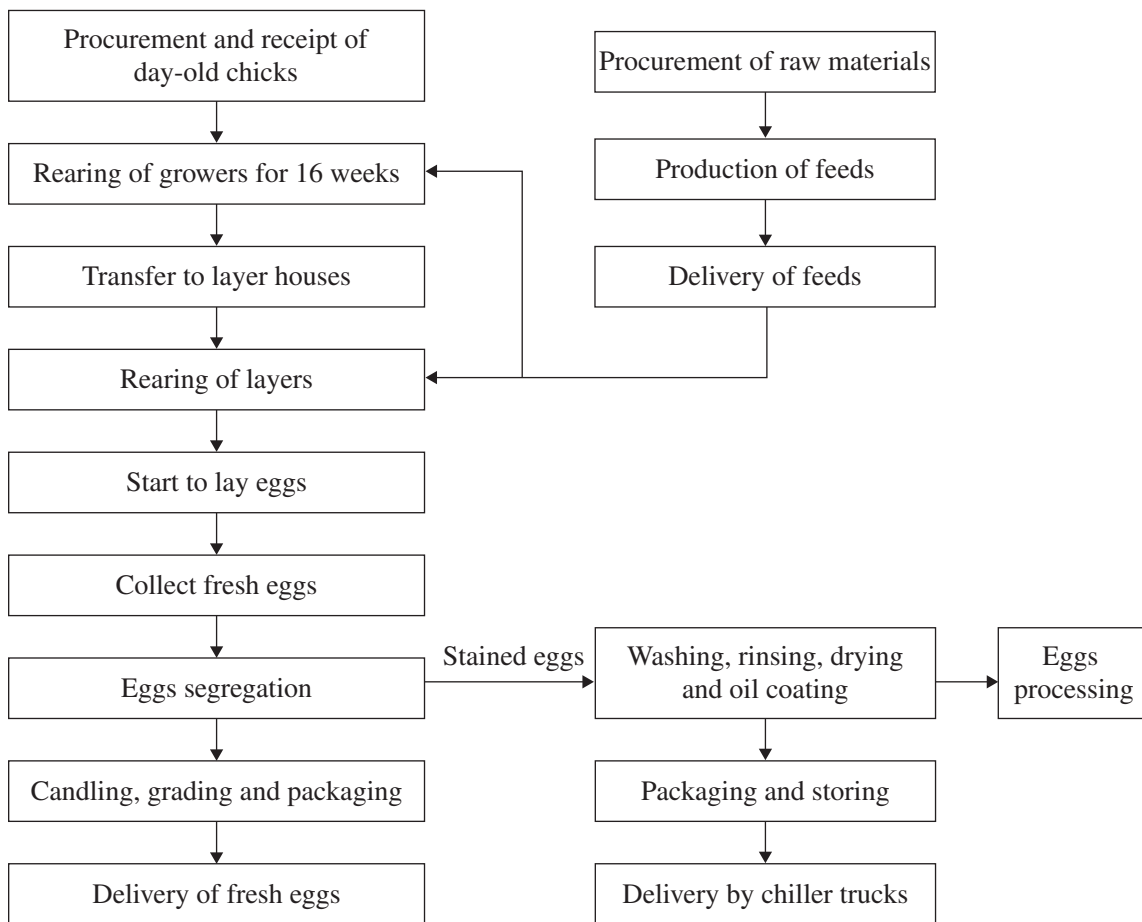 Procurement and receipt of
day-old chicks
Procurement of raw materials
Rearing of growers for 16 weeks
Production of feeds
Transfer to layer houses
Delivery of feeds
Rearing of layers
Start to lay eggs
Collect fresh eggs
Eggs segregation
Stained eggs
Washing, rinsing, drying
and oil coating
Eggs
processing
Candling, grading and packaging
Packaging and storing
Delivery of fresh eggs
Delivery by chiller trucks